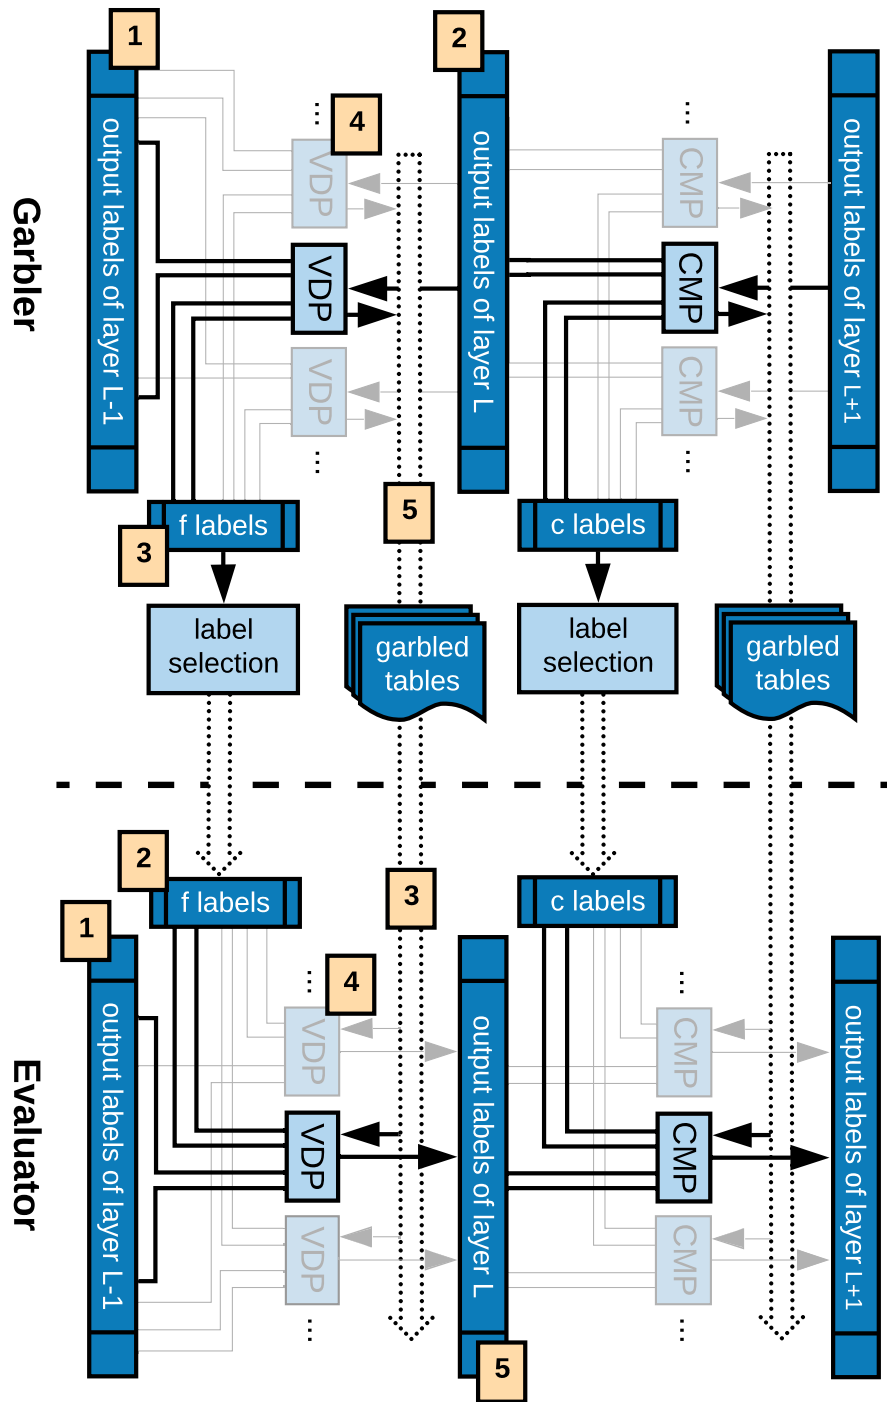 1
2
output labels of layer L-1
output labels of layer L
output labels of layer L+1
Garbler
...
4
VDP
...
CMP
VDP
CMP
VDP
CMP
...
...
5
f labels
3
c labels
label
selection
garbled
tables
label
selection
garbled
tables
2
f labels
3
c labels
1
output labels of layer L-1
output labels of layer L
output labels of layer L+1
Evaluator
...
4
VDP
...
CMP
VDP
CMP
VDP
CMP
...
...
5